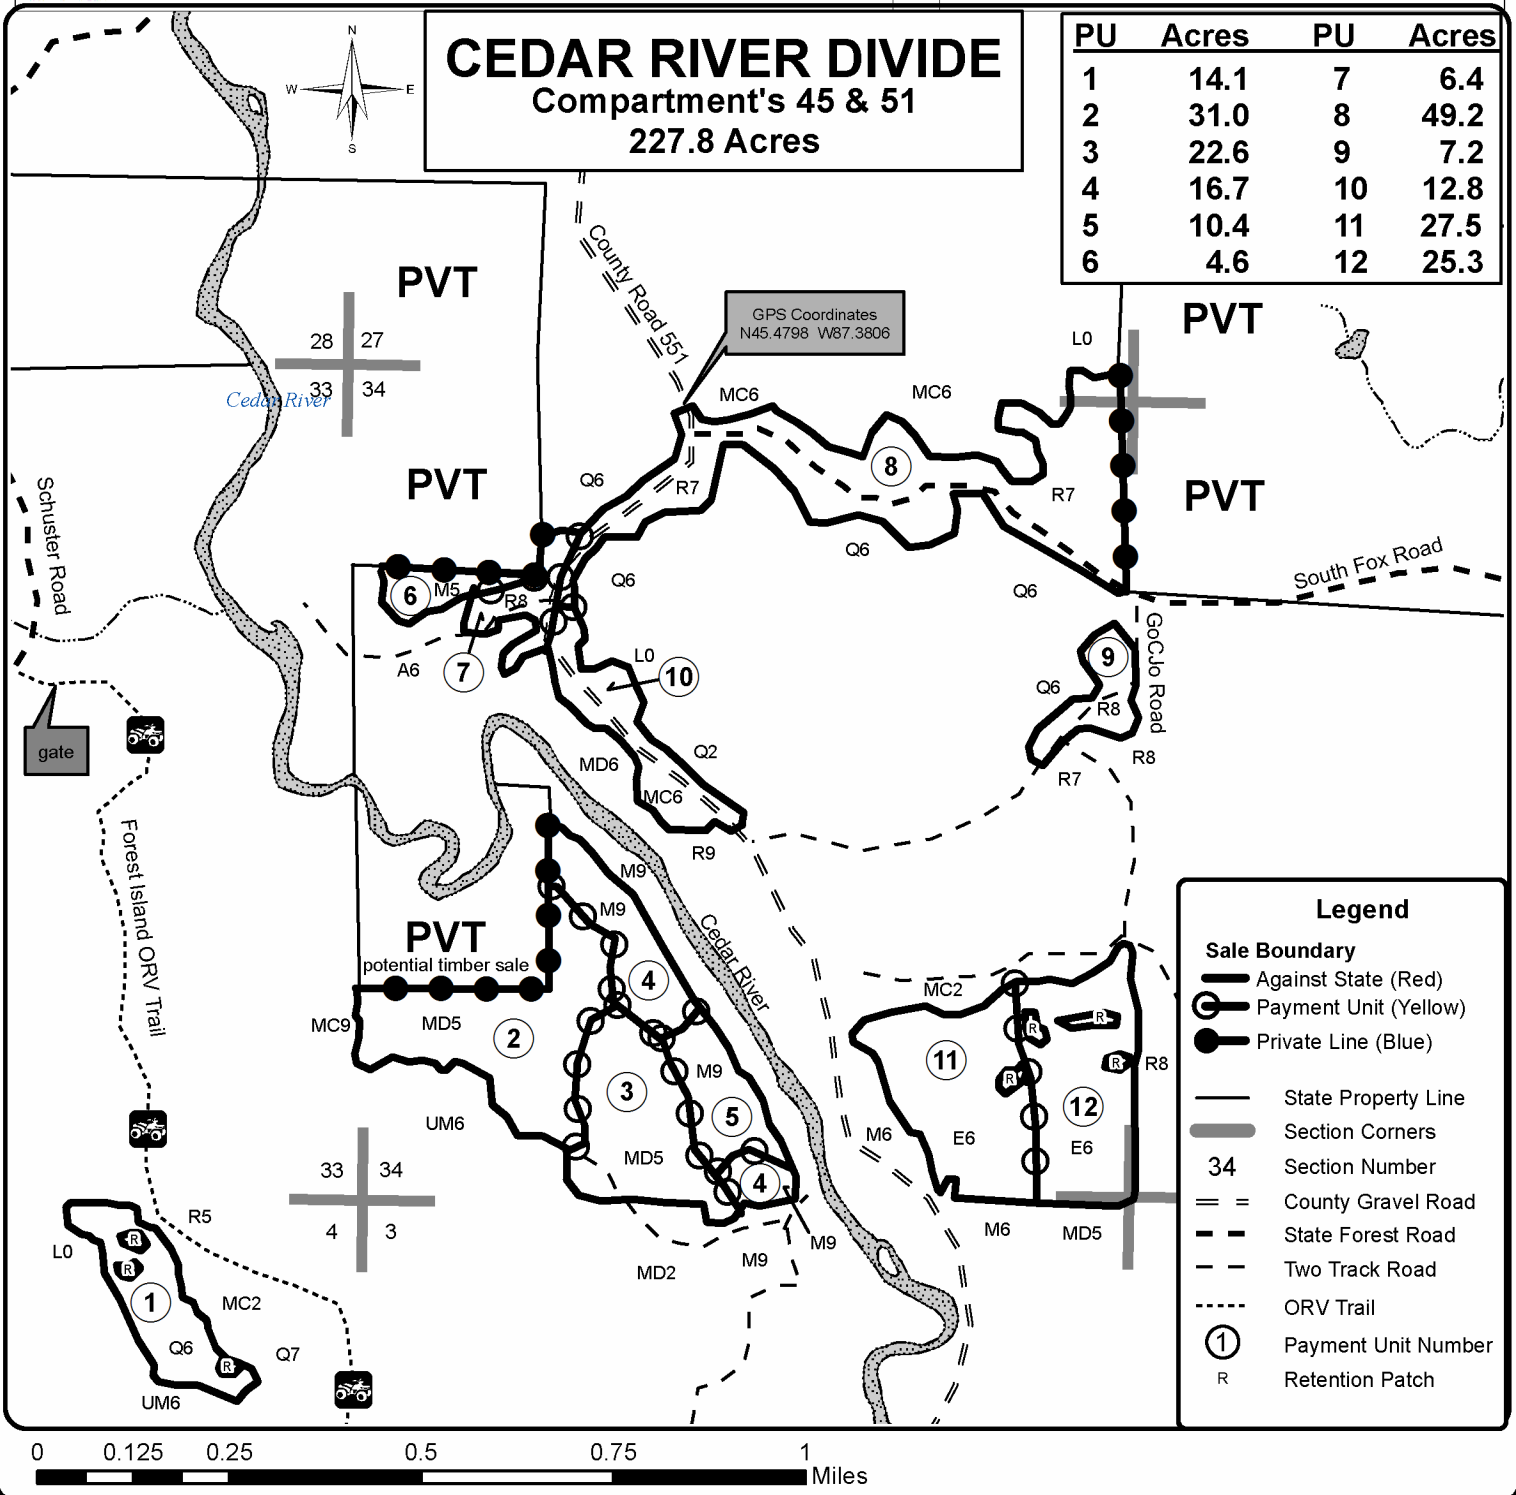 CEDAR RIVER DIVIDE
Compartment's 45 & 51
227.8 Acres
PU Acres PU Acres
1 14.1 7 6.4
2 31.0 8 49.2
3 22.6 9 7.2
4 16.7 10 12.8
5 10.4 11 27.5
6 4.6 12 25.3
N
W E
S
PVT
28 27
33 34
Cedar River
County Road 551
GPS Coordinates
N45.4798 W87.3806
L0
PVT
MC6
MC6
PVT
Q6
8
R7
R7
PVT
Q6
Schuster Road
Q6
Q6
South Fox Road
6
M5
R8
A6
7
L0
10
9
Q6
R8
GoCJo Road
R8
R7
gate
Q2
MD6
MC6
R9
Forest Island ORV Trail
M9
M9
PVT
potential timber sale
Cedar River
4
MC9
MD5
2
MC2
R
R
11
R
R
R8
12
M9
3
5
UM6
M6
E6
E6
MD5
33 34
4 3
4
M9
M6
MD5
M9
MD2
R5
L0
R
R
1
MC2
Q6
Q7
R
UM6
Legend
Sale Boundary
Against State (Red)
Payment Unit (Yellow)
Private Line (Blue)
State Property Line
Section Corners
34 Section Number
County Gravel Road
State Forest Road
Two Track Road
ORV Trail
1 Payment Unit Number
R Retention Patch
0 0.125 0.25 0.5 0.75 1
Miles